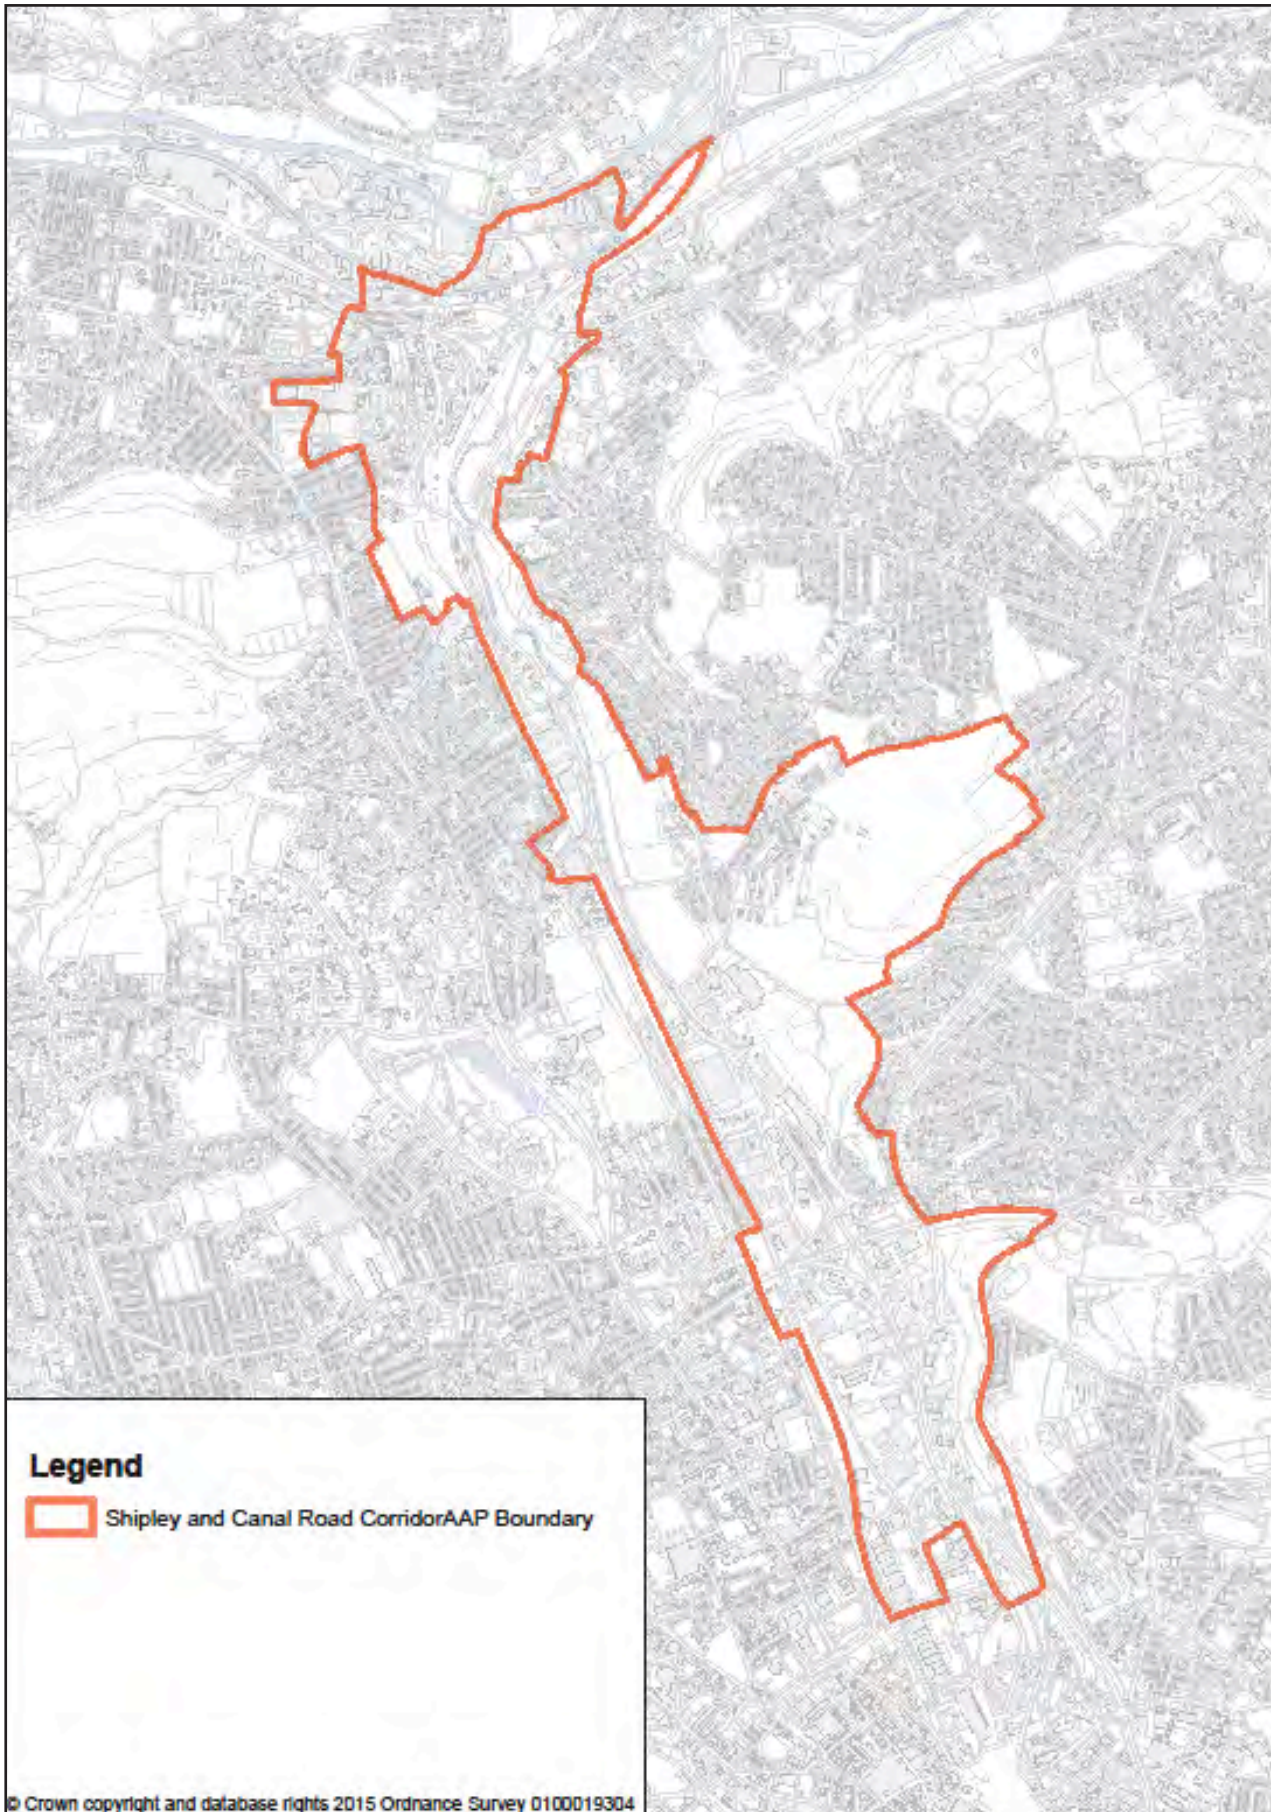 Legend
Shipley and Canal Road CorridorAAP Boundary
© Crown copyright and database rights 2015 Ordnance Survey 0100019304